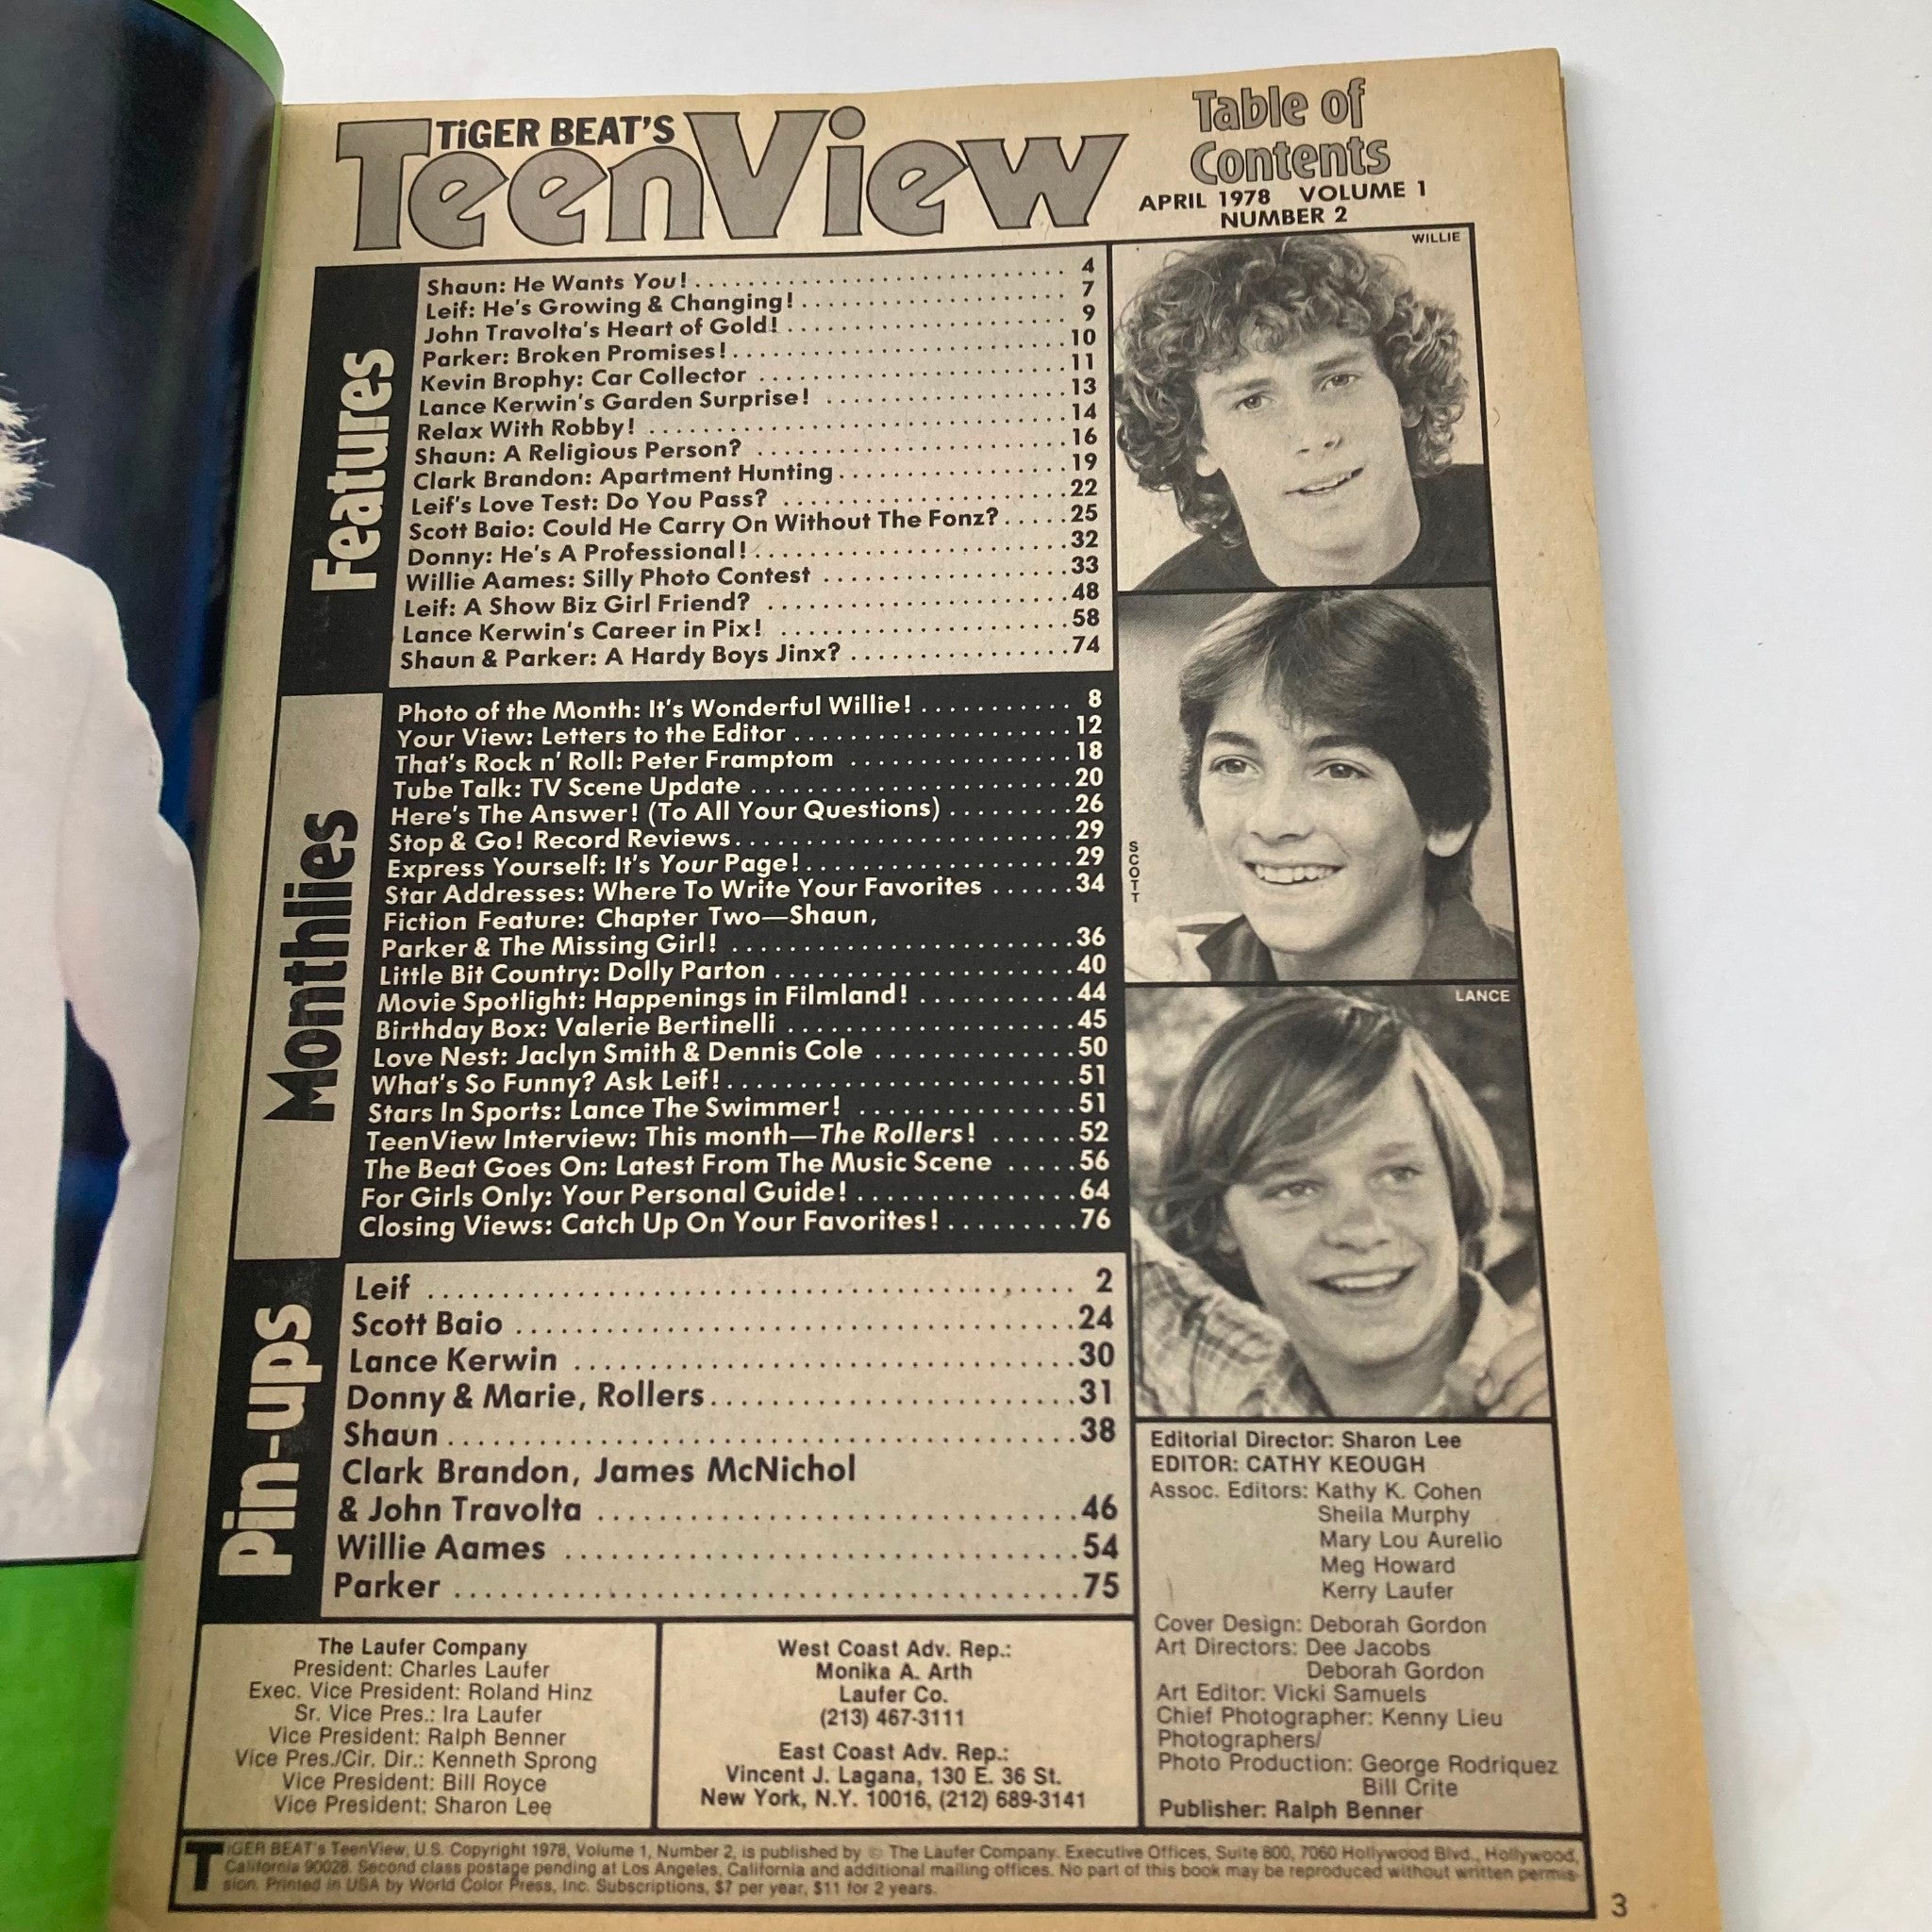 TiGER BEAT'S
TeenView
Table of
Contents
APRIL 1978 VOLUME 1
NUMBER 2
Features
Shaun: He Wants You! 4
Leif: He's Growing & Changing! 7
John Travolta's Heart of Gold! 9
Parker: Broken Promises! 10
Kevin Brophy: Car Collector 11
Lance Kerwin's Garden Surprise! 13
Relax With Robby! 14
Shaun: A Religious Person? 16
Clark Brandon: Apartment Hunting 19
Leif's Love Test: Do You Pass? 22
Scott Baio: Could He Carry On Without The Fonz? 25
Donny: He's A Professional! 32
Willie Aames: Silly Photo Contest 33
Leif: A Show Biz Girl Friend? 48
Lance Kerwin's Career in Pix! 58
Shaun & Parker: A Hardy Boys Jinx? 74
Monthlies
Photo of the Month: It's Wonderful Willie! 8
Your View: Letters to the Editor 12
That's Rock n' Roll: Peter Framptom 18
Tube Talk: TV Scene Update 20
Here's The Answer! (To All Your Questions) 26
Stop & Go! Record Reviews 29
Express Yourself: It's Your Page! 29
Star Addresses: Where To Write Your Favorites 34
Fiction Feature: Chapter Two—Shaun,
Parker & The Missing Girl! 36
Little Bit Country: Dolly Parton 40
Movie Spotlight: Happenings in Filmland! 44
Birthday Box: Valerie Bertinelli 45
Love Nest: Jaclyn Smith & Dennis Cole 50
What's So Funny? Ask Leif! 51
Stars In Sports: Lance The Swimmer! 51
TeenView Interview: This month—The Rollers! 52
The Beat Goes On: Latest From The Music Scene 56
For Girls Only: Your Personal Guide! 64
Closing Views: Catch Up On Your Favorites! 76
Pin-ups
Leif 2
Scott Baio 24
Lance Kerwin 30
Donny & Marie, Rollers 31
Shaun 38
Clark Brandon, James McNichol
& John Travolta 46
Willie Aames 54
Parker 75
WILLIE
SCOTT
LANCE
Editorial Director: Sharon Lee
EDITOR: CATHY KEOUGH
Assoc. Editors: Kathy K. Cohen
Sheila Murphy
Mary Lou Aurelio
Meg Howard
Kerry Laufer
Cover Design: Deborah Gordon
Art Directors: Dee Jacobs
Deborah Gordon
Art Editor: Vicki Samuels
Chief Photographer: Kenny Lieu
Photographers/
Photo Production: George Rodriquez
Bill Crite
Publisher: Ralph Benner
The Laufer Company
President: Charles Laufer
Exec. Vice President: Roland Hinz
Sr. Vice Pres.: Ira Laufer
Vice President: Ralph Benner
Vice Pres./Cir. Dir.: Kenneth Sprong
Vice President: Bill Royce
Vice President: Sharon Lee
West Coast Adv. Rep.:
Monika A. Arth
Laufer Co.
(213) 467-3111
East Coast Adv. Rep.:
Vincent J. Lagana, 130 E. 36 St.
New York, N.Y. 10016, (212) 689-3141
TIGER BEAT's TeenView, U.S. Copyright 1978, Volume 1, Number 2, is published by © The Laufer Company. Executive Offices, Suite 800, 7060 Hollywood Blvd., Hollywood,
California 90028. Second class postage pending at Los Angeles, California and additional mailing offices. No part of this book may be reproduced without written permis-
sion. Printed in USA by World Color Press, Inc. Subscriptions, $7 per year, $11 for 2 years.
3